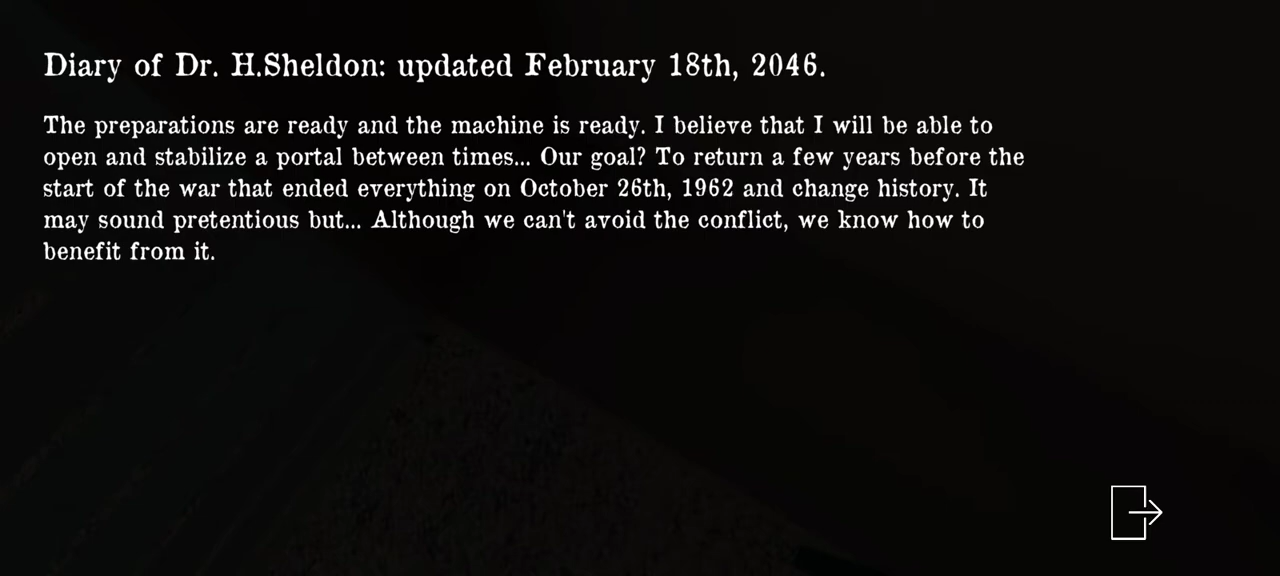 Diary of Dr. H.Sheldon: updated February 18th, 2046.
The preparations are ready and the machine is ready. I believe that I will be able to
open and stabilize a portal between times... Our goal? To return a few years before the
start of the war that ended everything on October 26th, 1962 and change history. It
may sound pretentious but... Although we can't avoid the conflict, we know how to
benefit from it.